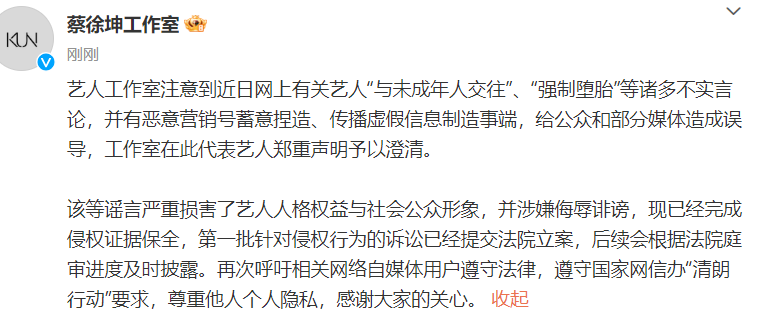 KUN
蔡徐坤工作室
刚刚
艺人工作室注意到近日网上有关艺人“与未成年人交往”、“强制堕胎”等诸多不实言
论，并有恶意营销号蓄意捏造、传播虚假信息制造事端，给公众和部分媒体造成误
导，工作室在此代表艺人郑重声明予以澄清。
该等谣言严重损害了艺人人格权益与社会公众形象，并涉嫌侮辱诽谤，现已经完成
侵权证据保全，第一批针对侵权行为的诉讼已经提交法院立案，后续会根据法院庭
审进度及时披露。再次呼吁相关网络自媒体用户遵守法律，遵守国家网信办“清朗
行动”要求，尊重他人个人隐私，感谢大家的关心。 收起